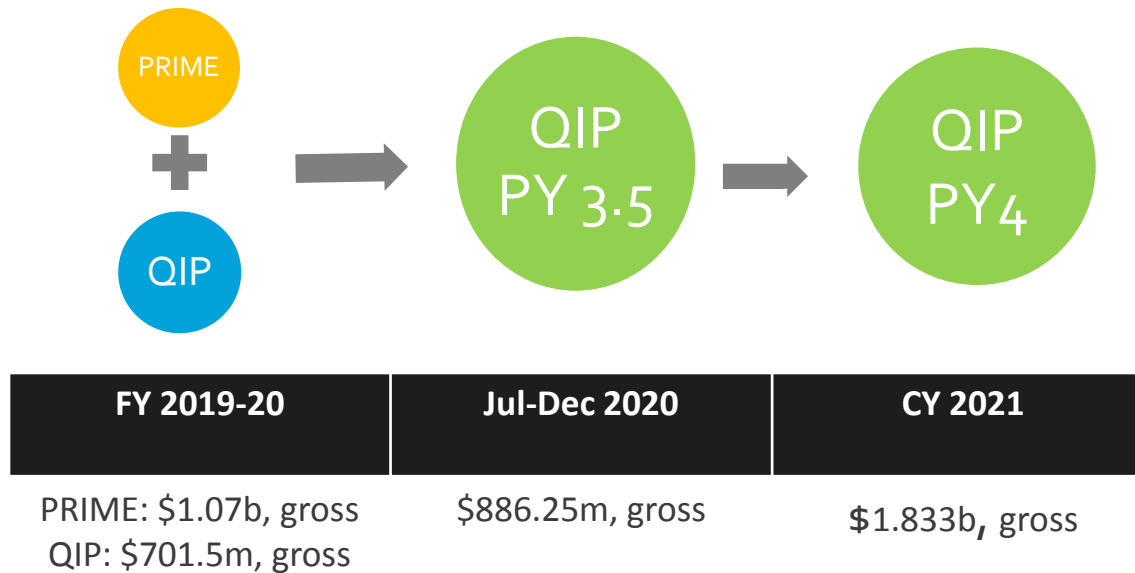 PRIME
QIP
QIP
PY 3.5
QIP
PY4
FY 2019-20
Jul-Dec 2020
CY 2021
PRIME: $1.07b, gross
QIP: $701.5m, gross
$886.25m, gross
$1.833b, gross